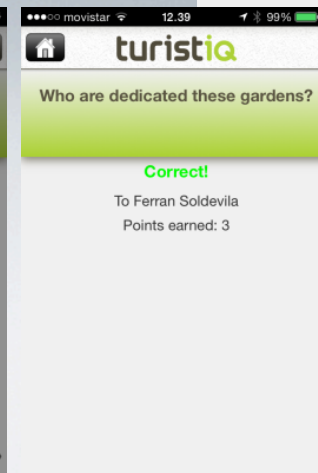 movistar 12.39 99%
turistiq
Who are dedicated these gardens?
Correct!
To Ferran Soldevila
Points earned: 3